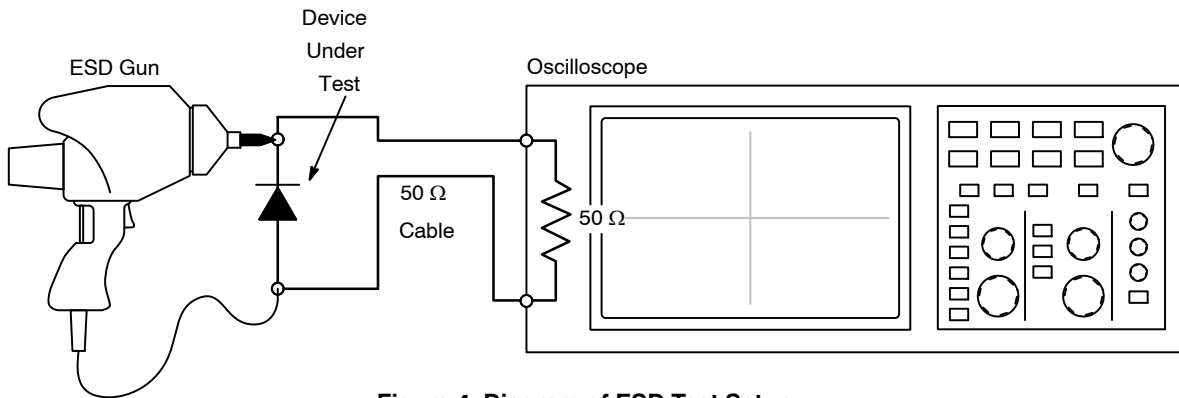 Device
Under
Test
ESD Gun
Oscilloscope
50 Ω
Cable
50 Ω
Figure 4. Diagram of ESD Test Setup